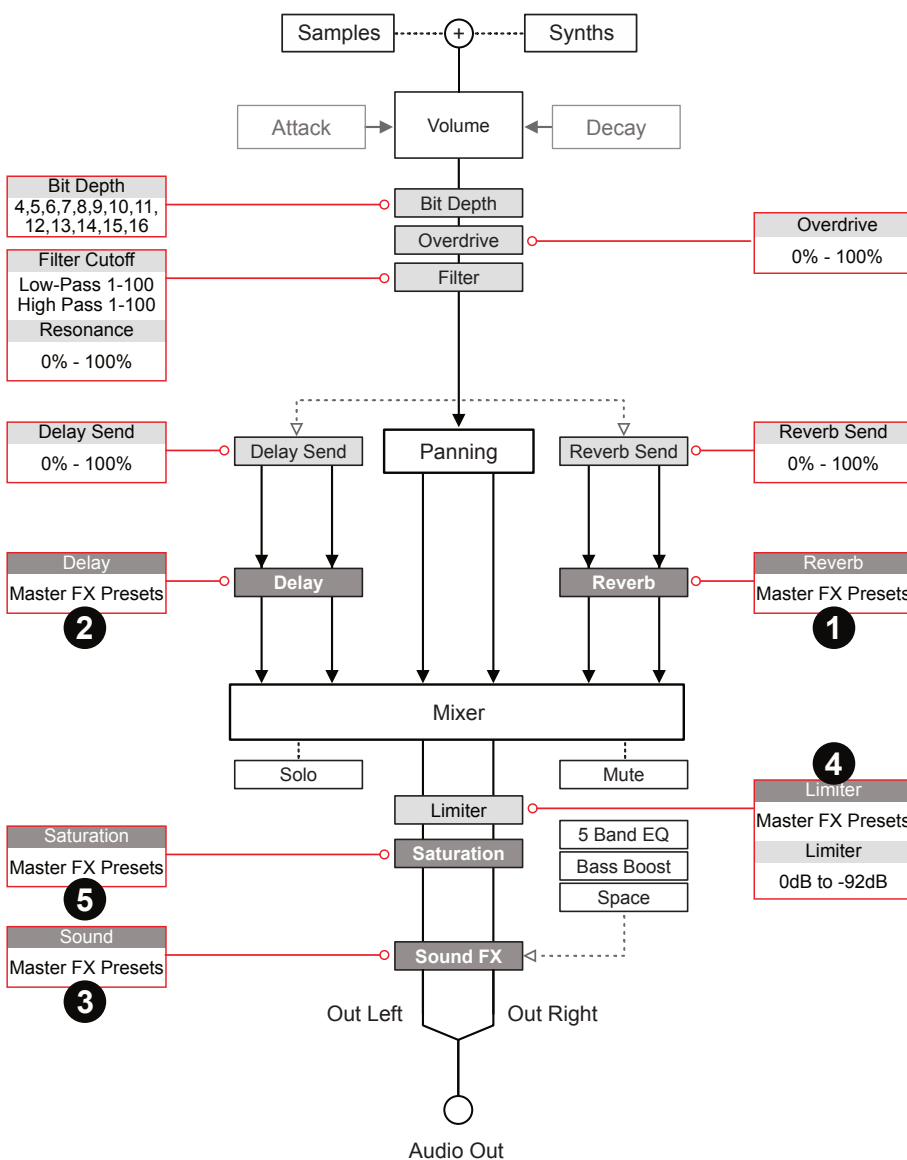 Samples
+
Synths
Attack
Volume
Decay
Bit Depth
4,5,6,7,8,9,10,11,
12,13,14,15,16
Bit Depth
Overdrive
Overdrive
0% - 100%
Filter Cutoff
Low-Pass 1-100
High Pass 1-100
Resonance
0% - 100%
Filter
Delay Send
0% - 100%
Delay Send
Panning
Reverb Send
Reverb Send
0% - 100%
Delay
Master FX Presets
2
Delay
Reverb
Reverb
Master FX Presets
1
Mixer
Solo
Mute
4
Limiter
Master FX Presets
Limiter
0dB to -92dB
Limiter
Saturation
Master FX Presets
5
Saturation
5 Band EQ
Bass Boost
Space
Sound
Master FX Presets
3
Sound FX
Out Left
Out Right
Audio Out